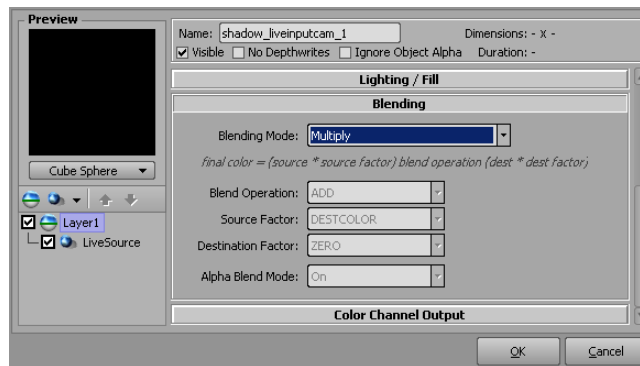 Preview
Name: shadow_liveinputcam_1 Dimensions: - x -
Visible No Depthwrites Ignore Object Alpha Duration: -
Lighting / Fill
Blending
Blending Mode: Multiply
final color = (source * source factor) blend operation (dest * dest factor)
Cube Sphere
Blend Operation: ADD
Layer1
Source Factor: DESTCOLOR
LiveSource
Destination Factor: ZERO
Alpha Blend Mode: On
Color Channel Output
OK Cancel